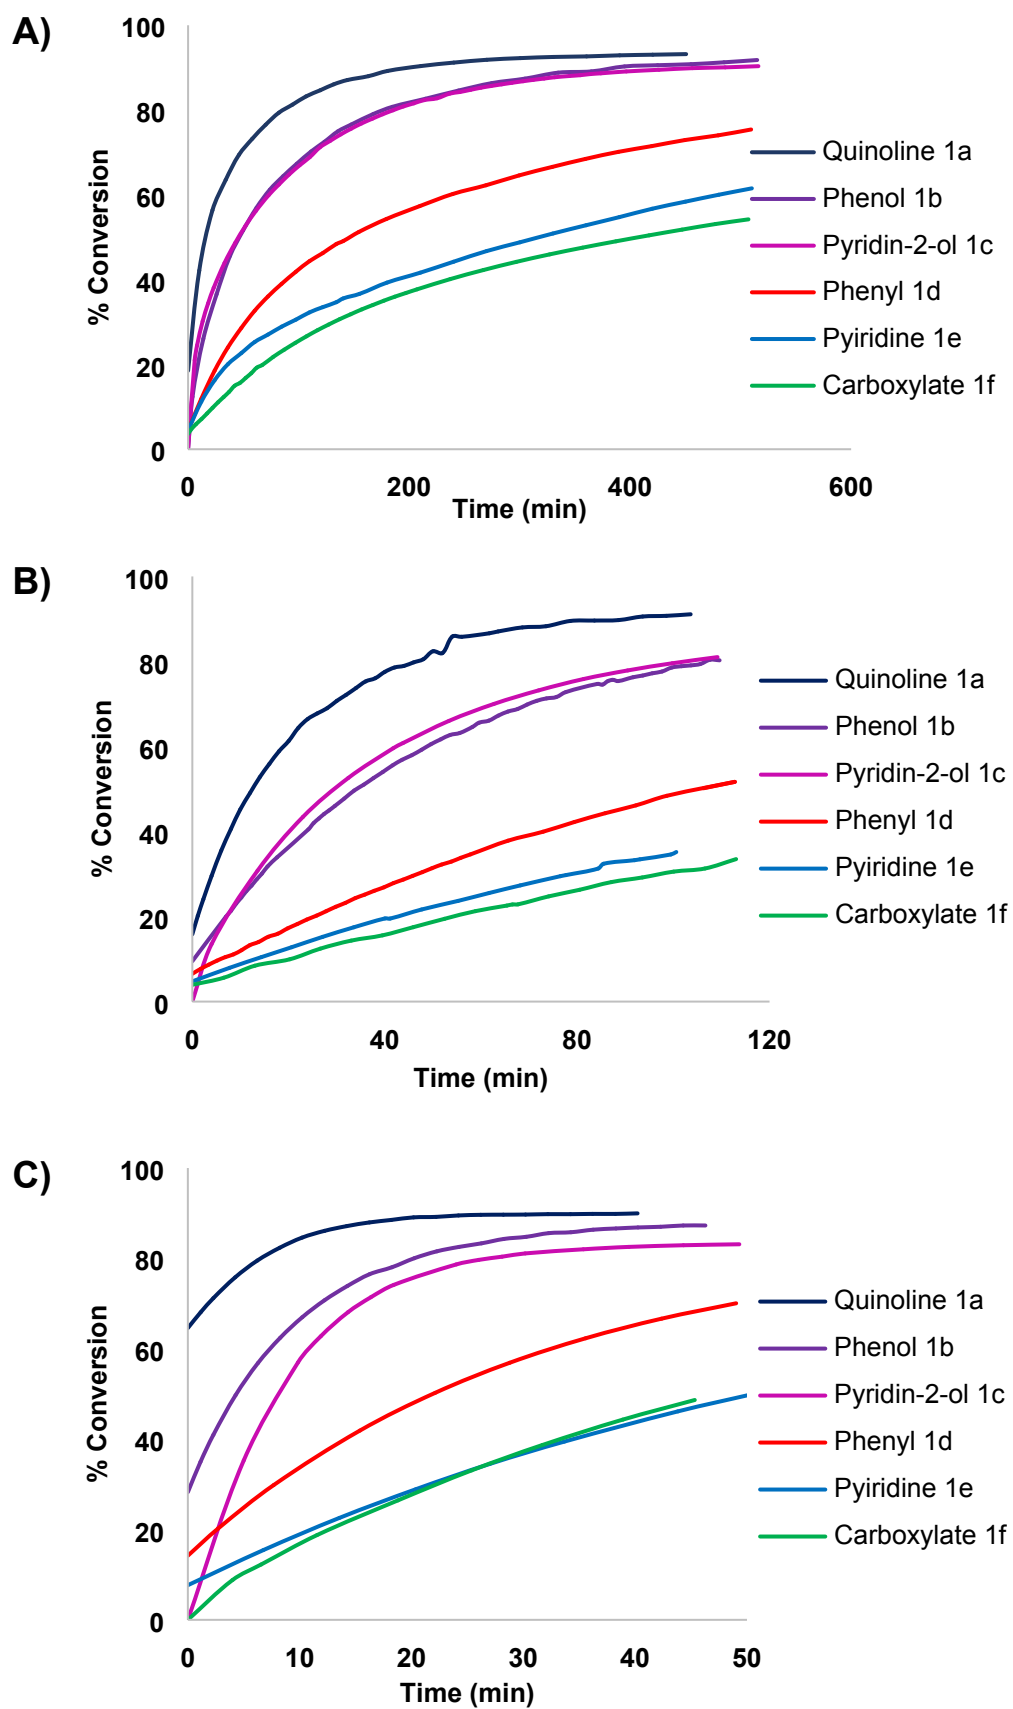 A)
100
80
60
40
20
0
% Conversion
0 200 400 600
Time (min)
Quinoline 1a
Phenol 1b
Pyridin-2-ol 1c
Phenyl 1d
Pyiridine 1e
Carboxylate 1f
B)
100
80
60
40
20
0
% Conversion
0 40 80 120
Time (min)
Quinoline 1a
Phenol 1b
Pyridin-2-ol 1c
Phenyl 1d
Pyiridine 1e
Carboxylate 1f
C)
100
80
60
40
20
0
% Conversion
0 10 20 30 40 50
Time (min)
Quinoline 1a
Phenol 1b
Pyridin-2-ol 1c
Phenyl 1d
Pyiridine 1e
Carboxylate 1f